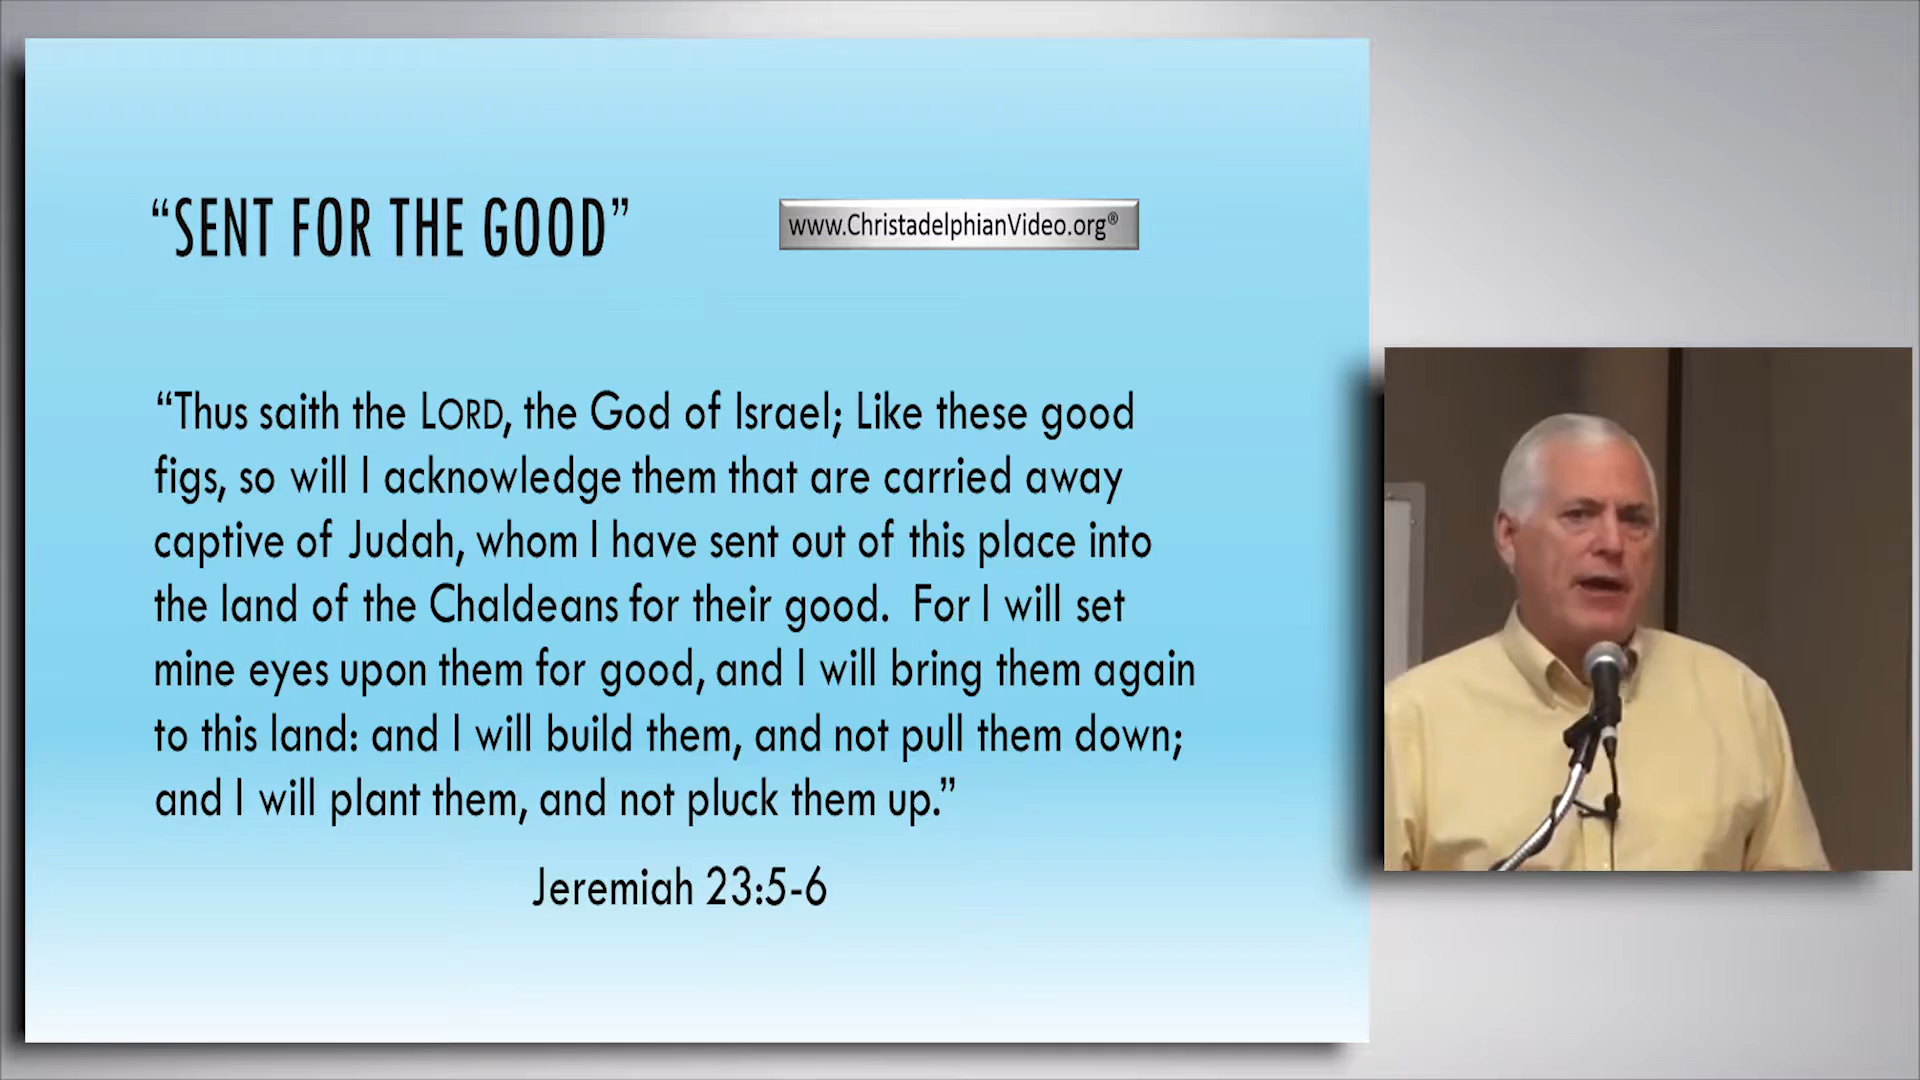 “SENT FOR THE GOOD”
www.ChristadelphianVideo.org®
“Thus saith the LORD, the God of Israel; Like these good
figs, so will I acknowledge them that are carried away
captive of Judah, whom I have sent out of this place into
the land of the Chaldeans for their good.  For I will set
mine eyes upon them for good, and I will bring them again
to this land: and I will build them, and not pull them down;
and I will plant them, and not pluck them up.”
Jeremiah 23:5-6